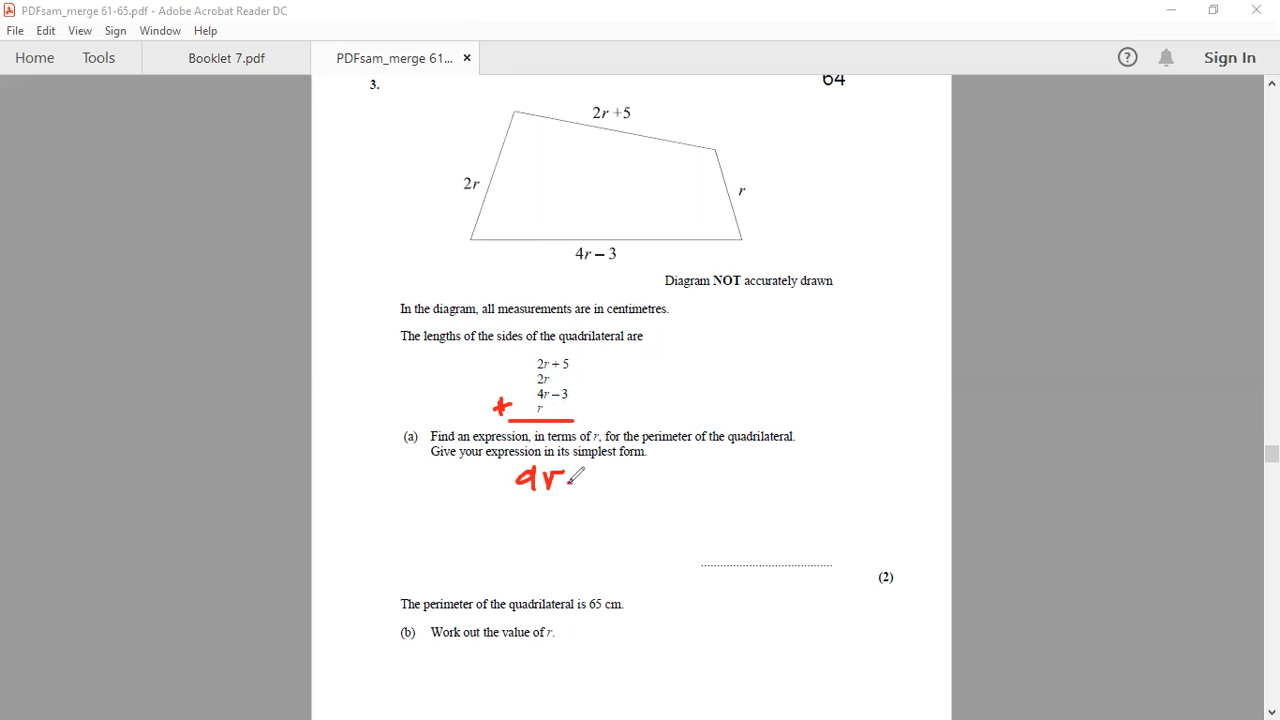 PDFsam_merge 61-65.pdf - Adobe Acrobat Reader DC
File Edit View Sign Window Help
Home Tools Booklet 7.pdf PDFsam_merge 61... × Sign In
64
3.
2r +5
2r
r
4r – 3
Diagram NOT accurately drawn
In the diagram, all measurements are in centimetres.
The lengths of the sides of the quadrilateral are
2r + 5
2r
4r – 3
+ r
(a) Find an expression, in terms of r, for the perimeter of the quadrilateral.
Give your expression in its simplest form.
9r
(2)
The perimeter of the quadrilateral is 65 cm.
(b) Work out the value of r.